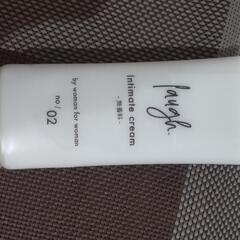 laugh.
Intimate cream
- 無香料 -
by woman for woman
no / 02